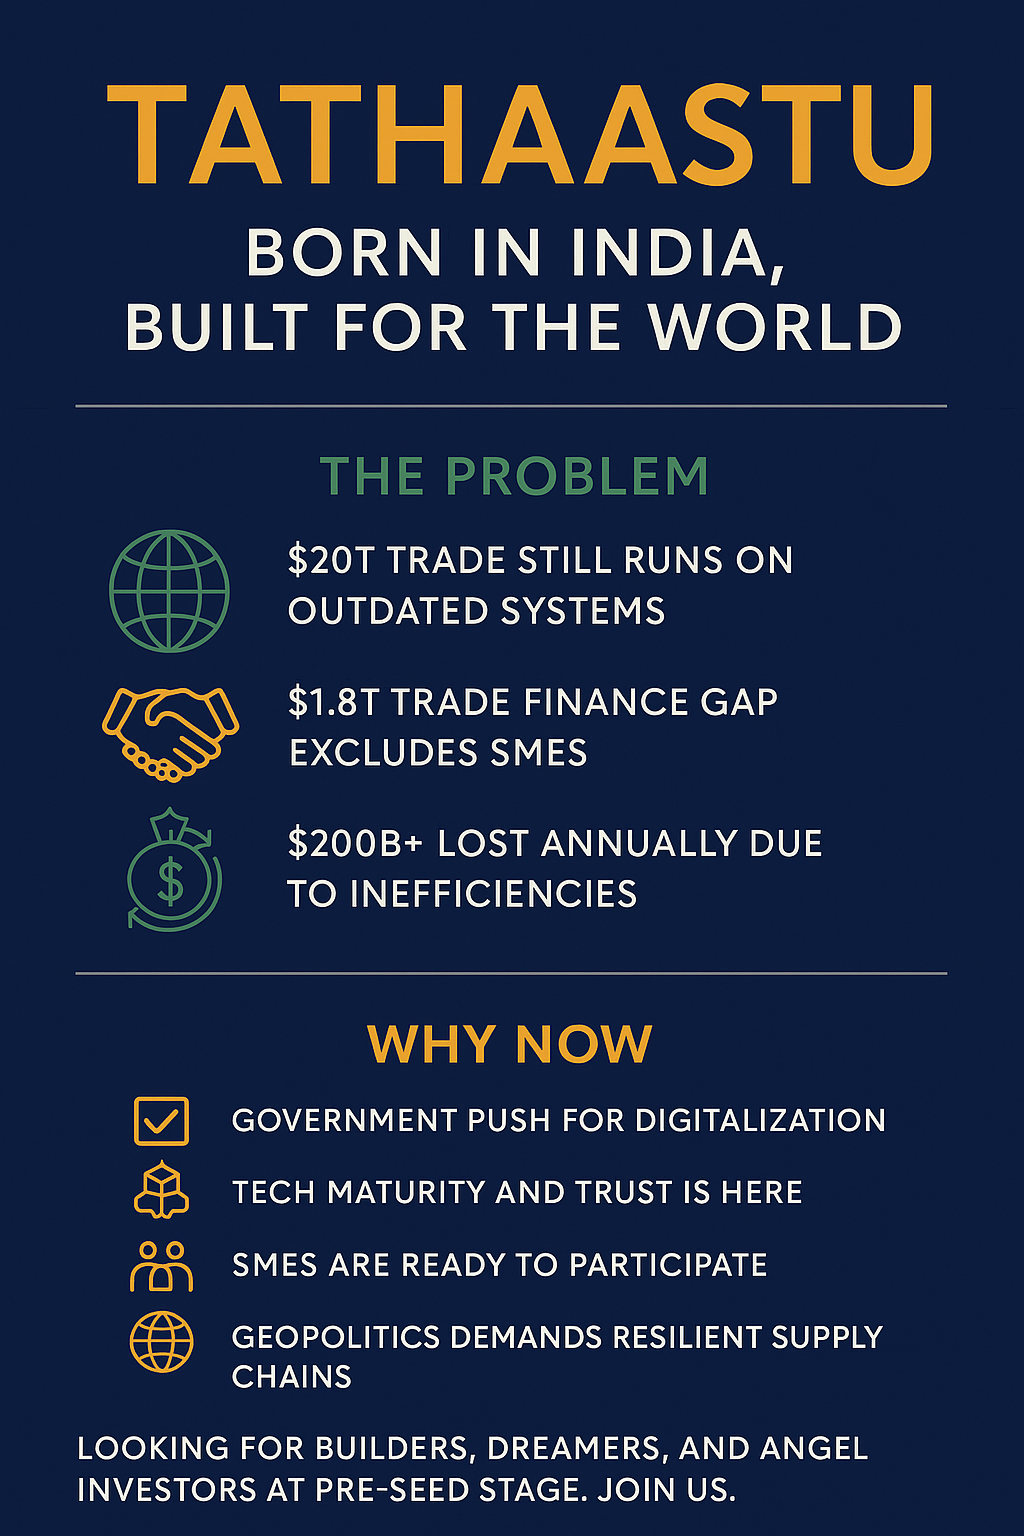 TATHAASTU
BORN IN INDIA,
BUILT FOR THE WORLD
THE PROBLEM
$20T TRADE STILL RUNS ON
OUTDATED SYSTEMS
$1.8T TRADE FINANCE GAP
EXCLUDES SMES
$
$200B+ LOST ANNUALLY DUE
TO INEFFICIENCIES
WHY NOW
GOVERNMENT PUSH FOR DIGITALIZATION
TECH MATURITY AND TRUST IS HERE
SMES ARE READY TO PARTICIPATE
GEOPOLITICS DEMANDS RESILIENT SUPPLY
CHAINS
LOOKING FOR BUILDERS, DREAMERS, AND ANGEL
INVESTORS AT PRE-SEED STAGE. JOIN US.